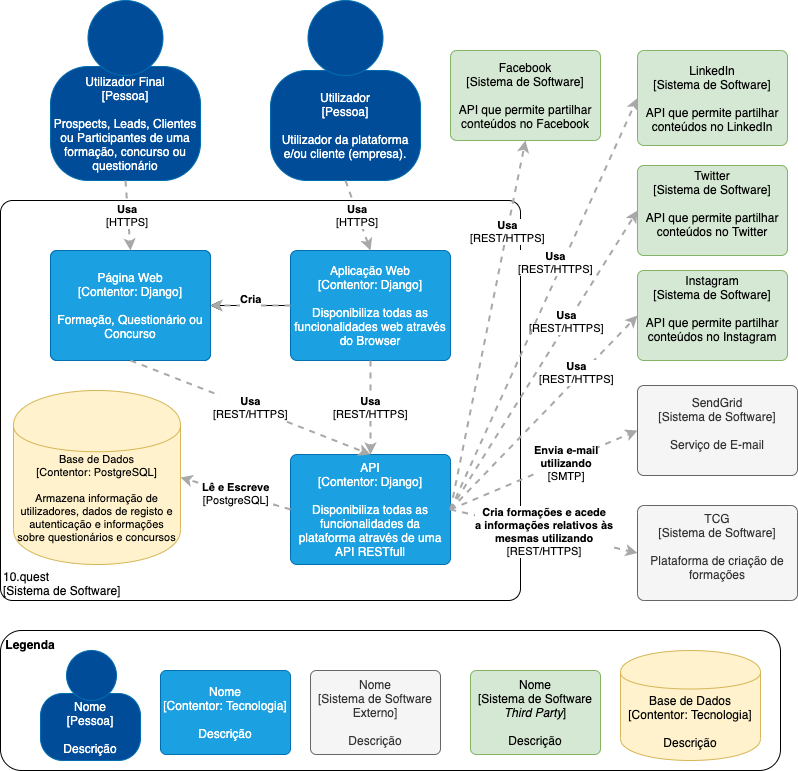 Utilizador Final
[Pessoa]
Prospects, Leads, Clientes
ou Participantes de uma
formação, concurso ou
questionário
Utilizador
[Pessoa]
Utilizador da plataforma
e/ou cliente (empresa).
Facebook
[Sistema de Software]
API que permite partilhar
conteúdos no Facebook
LinkedIn
[Sistema de Software]
API que permite partilhar
conteúdos no LinkedIn
Twitter
[Sistema de Software]
API que permite partilhar
conteúdos no Twitter
Instagram
[Sistema de Software]
API que permite partilhar
conteúdos no Instagram
SendGrid
[Sistema de Software]
Serviço de E-mail
TCG
[Sistema de Software]
Plataforma de criação de
formações
Usa
[HTTPS]
Usa
[HTTPS]
Usa
[REST/HTTPS]
Usa
[REST/HTTPS]
Usa
[REST/HTTPS]
Usa
[REST/HTTPS]
Página Web
[Contentor: Django]
Formação, Questionário ou
Concurso
Cria
Aplicação Web
[Contentor: Django]
Disponibiliza todas as
funcionalidades web através
do Browser
Usa
[REST/HTTPS]
Usa
[REST/HTTPS]
Base de Dados
[Contentor: PostgreSQL]
Armazena informação de
utilizadores, dados de registo e
autenticação e informações
sobre questionários e concursos
Lê e Escreve
[PostgreSQL]
API
[Contentor: Django]
Disponibiliza todas as
funcionalidades da
plataforma através de uma
API RESTfull
Envia e-mail
utilizando
[SMTP]
Cria formações e acede
a informações relativos às
mesmas utilizando
[REST/HTTPS]
10.quest
[Sistema de Software]
Legenda
Nome
[Pessoa]
Descrição
Nome
[Contentor: Tecnologia]
Descrição
Nome
[Sistema de Software
Externo]
Descrição
Nome
[Sistema de Software
Third Party]
Descrição
Base de Dados
[Contentor: Tecnologia]
Descrição